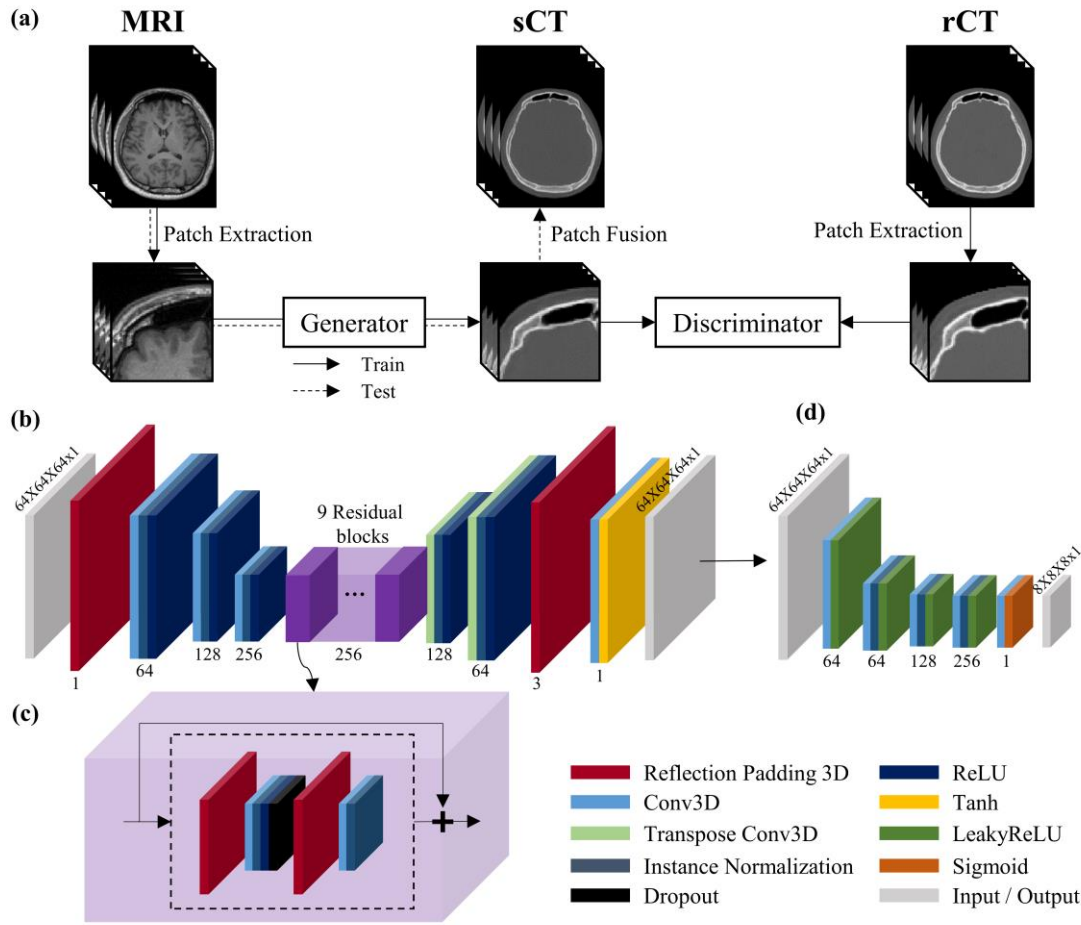 (a)
MRI
sCT
rCT
Patch Extraction
Patch Fusion
Patch Extraction
Generator
Discriminator
Train
Test
(b)
(d)
64X64X64x1
9 Residual
blocks
...
64X64X64x1
64X64X64x1
8X8X8x1
1
64
128
256
256
128
64
3
1
64
64
128
256
1
(c)
+
Reflection Padding 3D
ReLU
Conv3D
Tanh
Transpose Conv3D
LeakyReLU
Instance Normalization
Sigmoid
Dropout
Input / Output